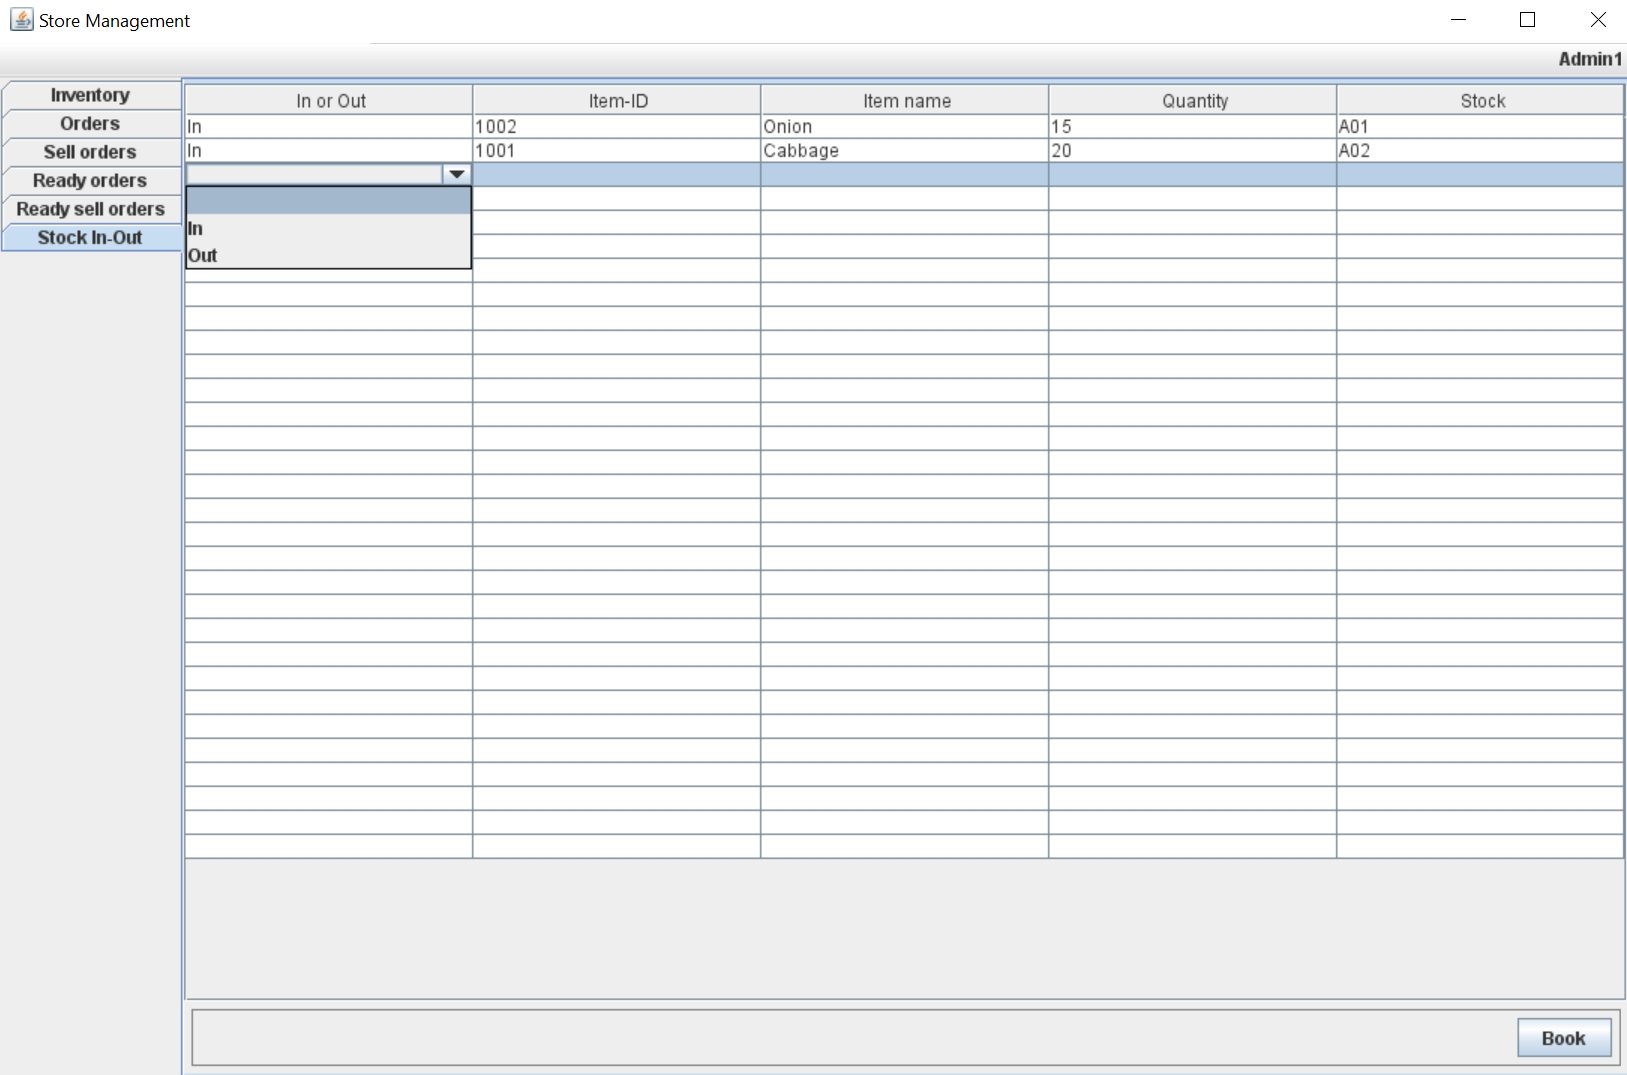 Store Management
Admin1
Inventory
Orders
Sell orders
Ready orders
Ready sell orders
Stock In-Out
In or Out Item-ID Item name Quantity Stock
In 1002 Onion 15 A01
In 1001 Cabbage 20 A02
In
Out
Book